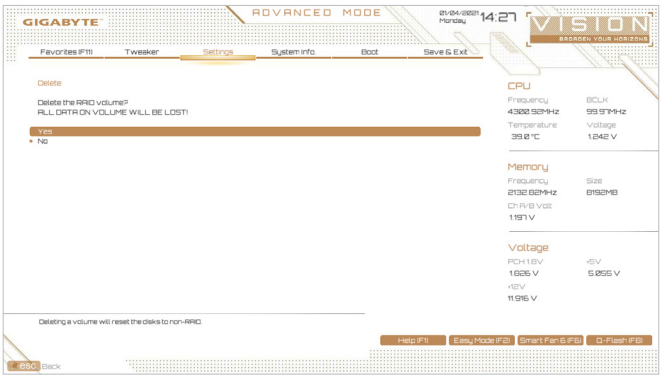 GIGABYTE™
ADVANCED MODE
01/04/2021
Monday
14:27
VISION
BROADEN YOUR HORIZONS
Favorites (F11)
Tweaker
Settings
System Info.
Boot
Save & Exit
Delete
Delete the RAID volume?
ALL DATA ON VOLUME WILL BE LOST!
Yes
No
CPU
Frequency BCLK
4300.92MHz 99.97MHz
Temperature Voltage
39.0 °C 1.242 V
Memory
Frequency Size
2132.82MHz 8192MB
Ch A/B Volt
1.197 V
Voltage
PCH 1.8V +5V
1.826 V 5.055 V
+12V
11.916 V
Deleting a volume will reset the disks to non-RAID.
Help (F1) Easy Mode (F2) Smart Fan 6 (F6) Q-Flash (F8)
esc Back